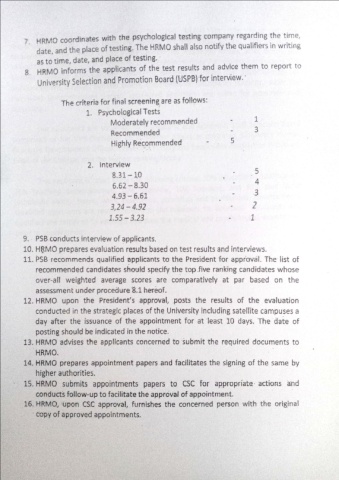 7. HRMO coordinates with the psychological testing company regarding the time,
date, and the place of testing. The HRMO shall also notify the qualifiers in writing
as to time, date, and place of testing.
8. HRMO informs the applicants of the test results and advice them to report to
University Selection and Promotion Board (USPB) for interview.
The criteria for final screening are as follows:
1. Psychological Tests
Moderately recommended - 1
Recommended - 3
Highly Recommended - 5
2. Interview
8.31 – 10 - 5
6.62 – 8.30 - 4
4.93 – 6.61 - 3
3.24 – 4.92 - 2
1.55 – 3.23 - 1
9. PSB conducts interview of applicants.
10. HRMO prepares evaluation results based on test results and interviews.
11. PSB recommends qualified applicants to the President for approval. The list of
recommended candidates should specify the top five ranking candidates whose
over-all weighted average scores are comparatively at par based on the
assessment under procedure 8.1 hereof.
12. HRMO upon the President's approval, posts the results of the evaluation
conducted in the strategic places of the University including satellite campuses a
day after the issuance of the appointment for at least 10 days. The date of
posting should be indicated in the notice.
13. HRMO advises the applicants concerned to submit the required documents to
HRMO.
14. HRMO prepares appointment papers and facilitates the signing of the same by
higher authorities.
15. HRMO submits appointments papers to CSC for appropriate actions and
conducts follow-up to facilitate the approval of appointment.
16. HRMO, upon CSC approval, furnishes the concerned person with the original
copy of approved appointments.